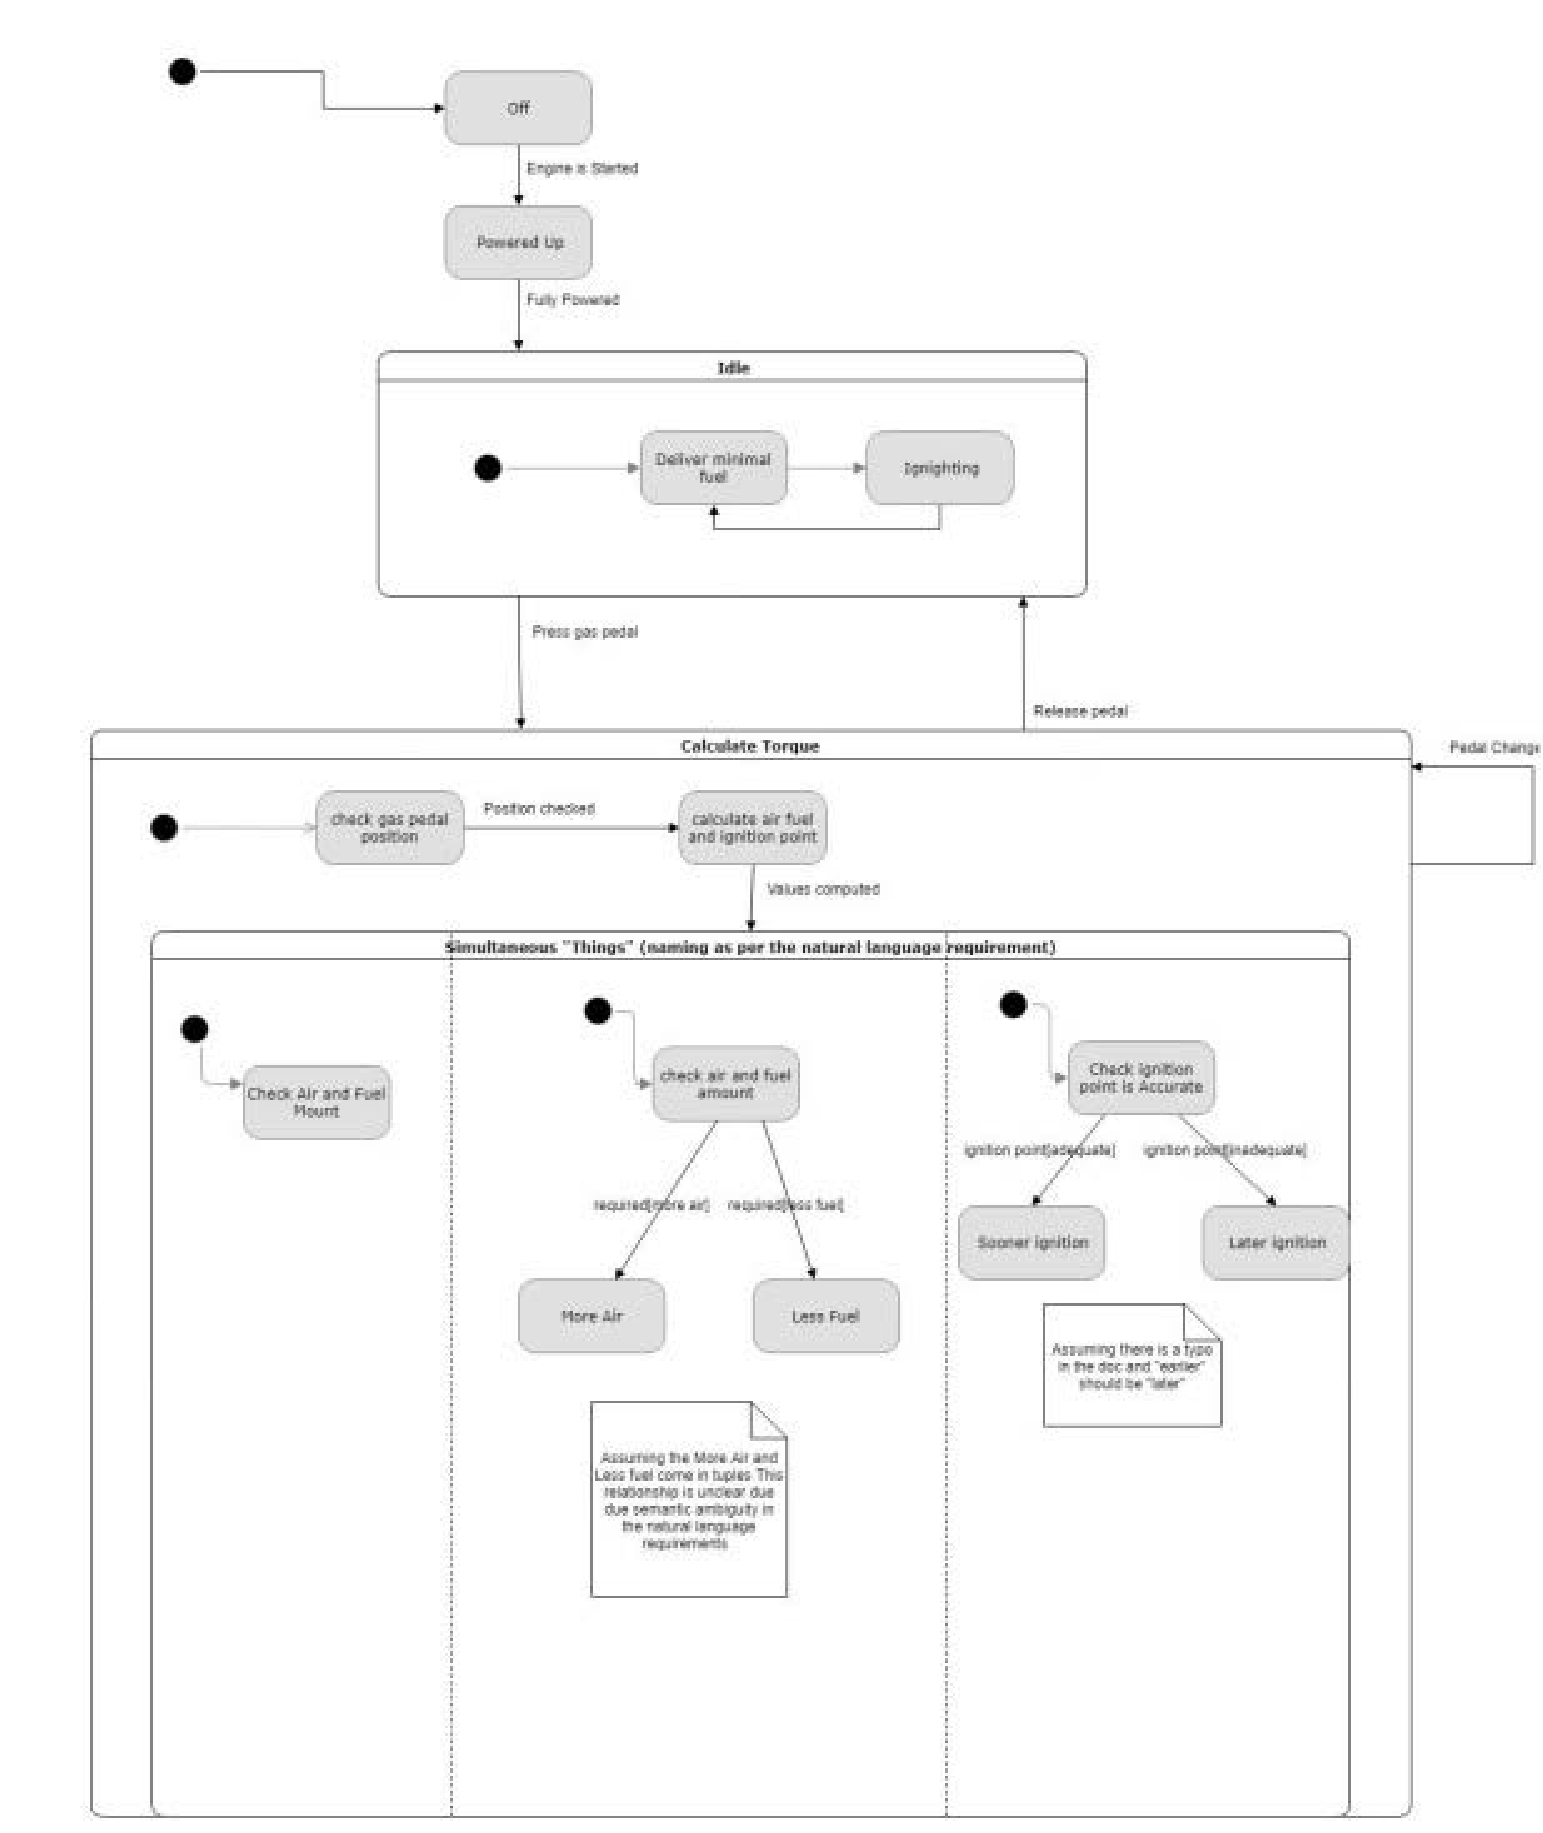 Off
Engine is Started
Powered Up
Fully Powered
Idle
Deliver minimal
fuel
Ignighting
Press gas pedal
Release pedal
Calculate Torque
Pedal Change
check gas pedal
position
Position checked
calculate air fuel
and ignition point
Values computed
Simultaneous "Things" (naming as per the natural language requirement)
Check Air and Fuel
Mount
check air and fuel
amount
Check ignition
point is Accurate
ignition point[adequate]
ignition point[inadequate]
required[more air]
required[less fuel]
Sooner ignition
Later ignition
More Air
Less Fuel
Assuming there is a typo
in the doc and "earlier"
should be "later"
Assuming the More Air and
Less fuel come in tuples This
relationship is unclear due
due semantic ambiguity in
the natural language
requirements